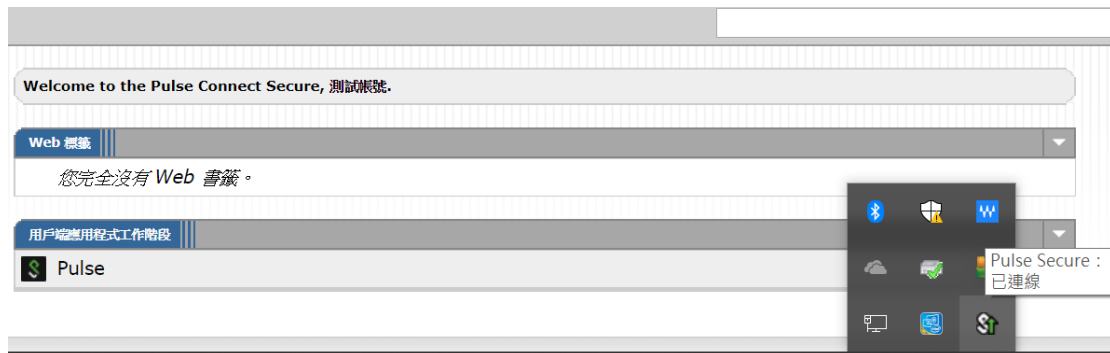 Welcome to the Pulse Connect Secure, 測試帳號.
Web 標籤
您完全沒有 Web 書籤。
用戶端應用程式工作階段
Pulse
Pulse Secure：
已連線